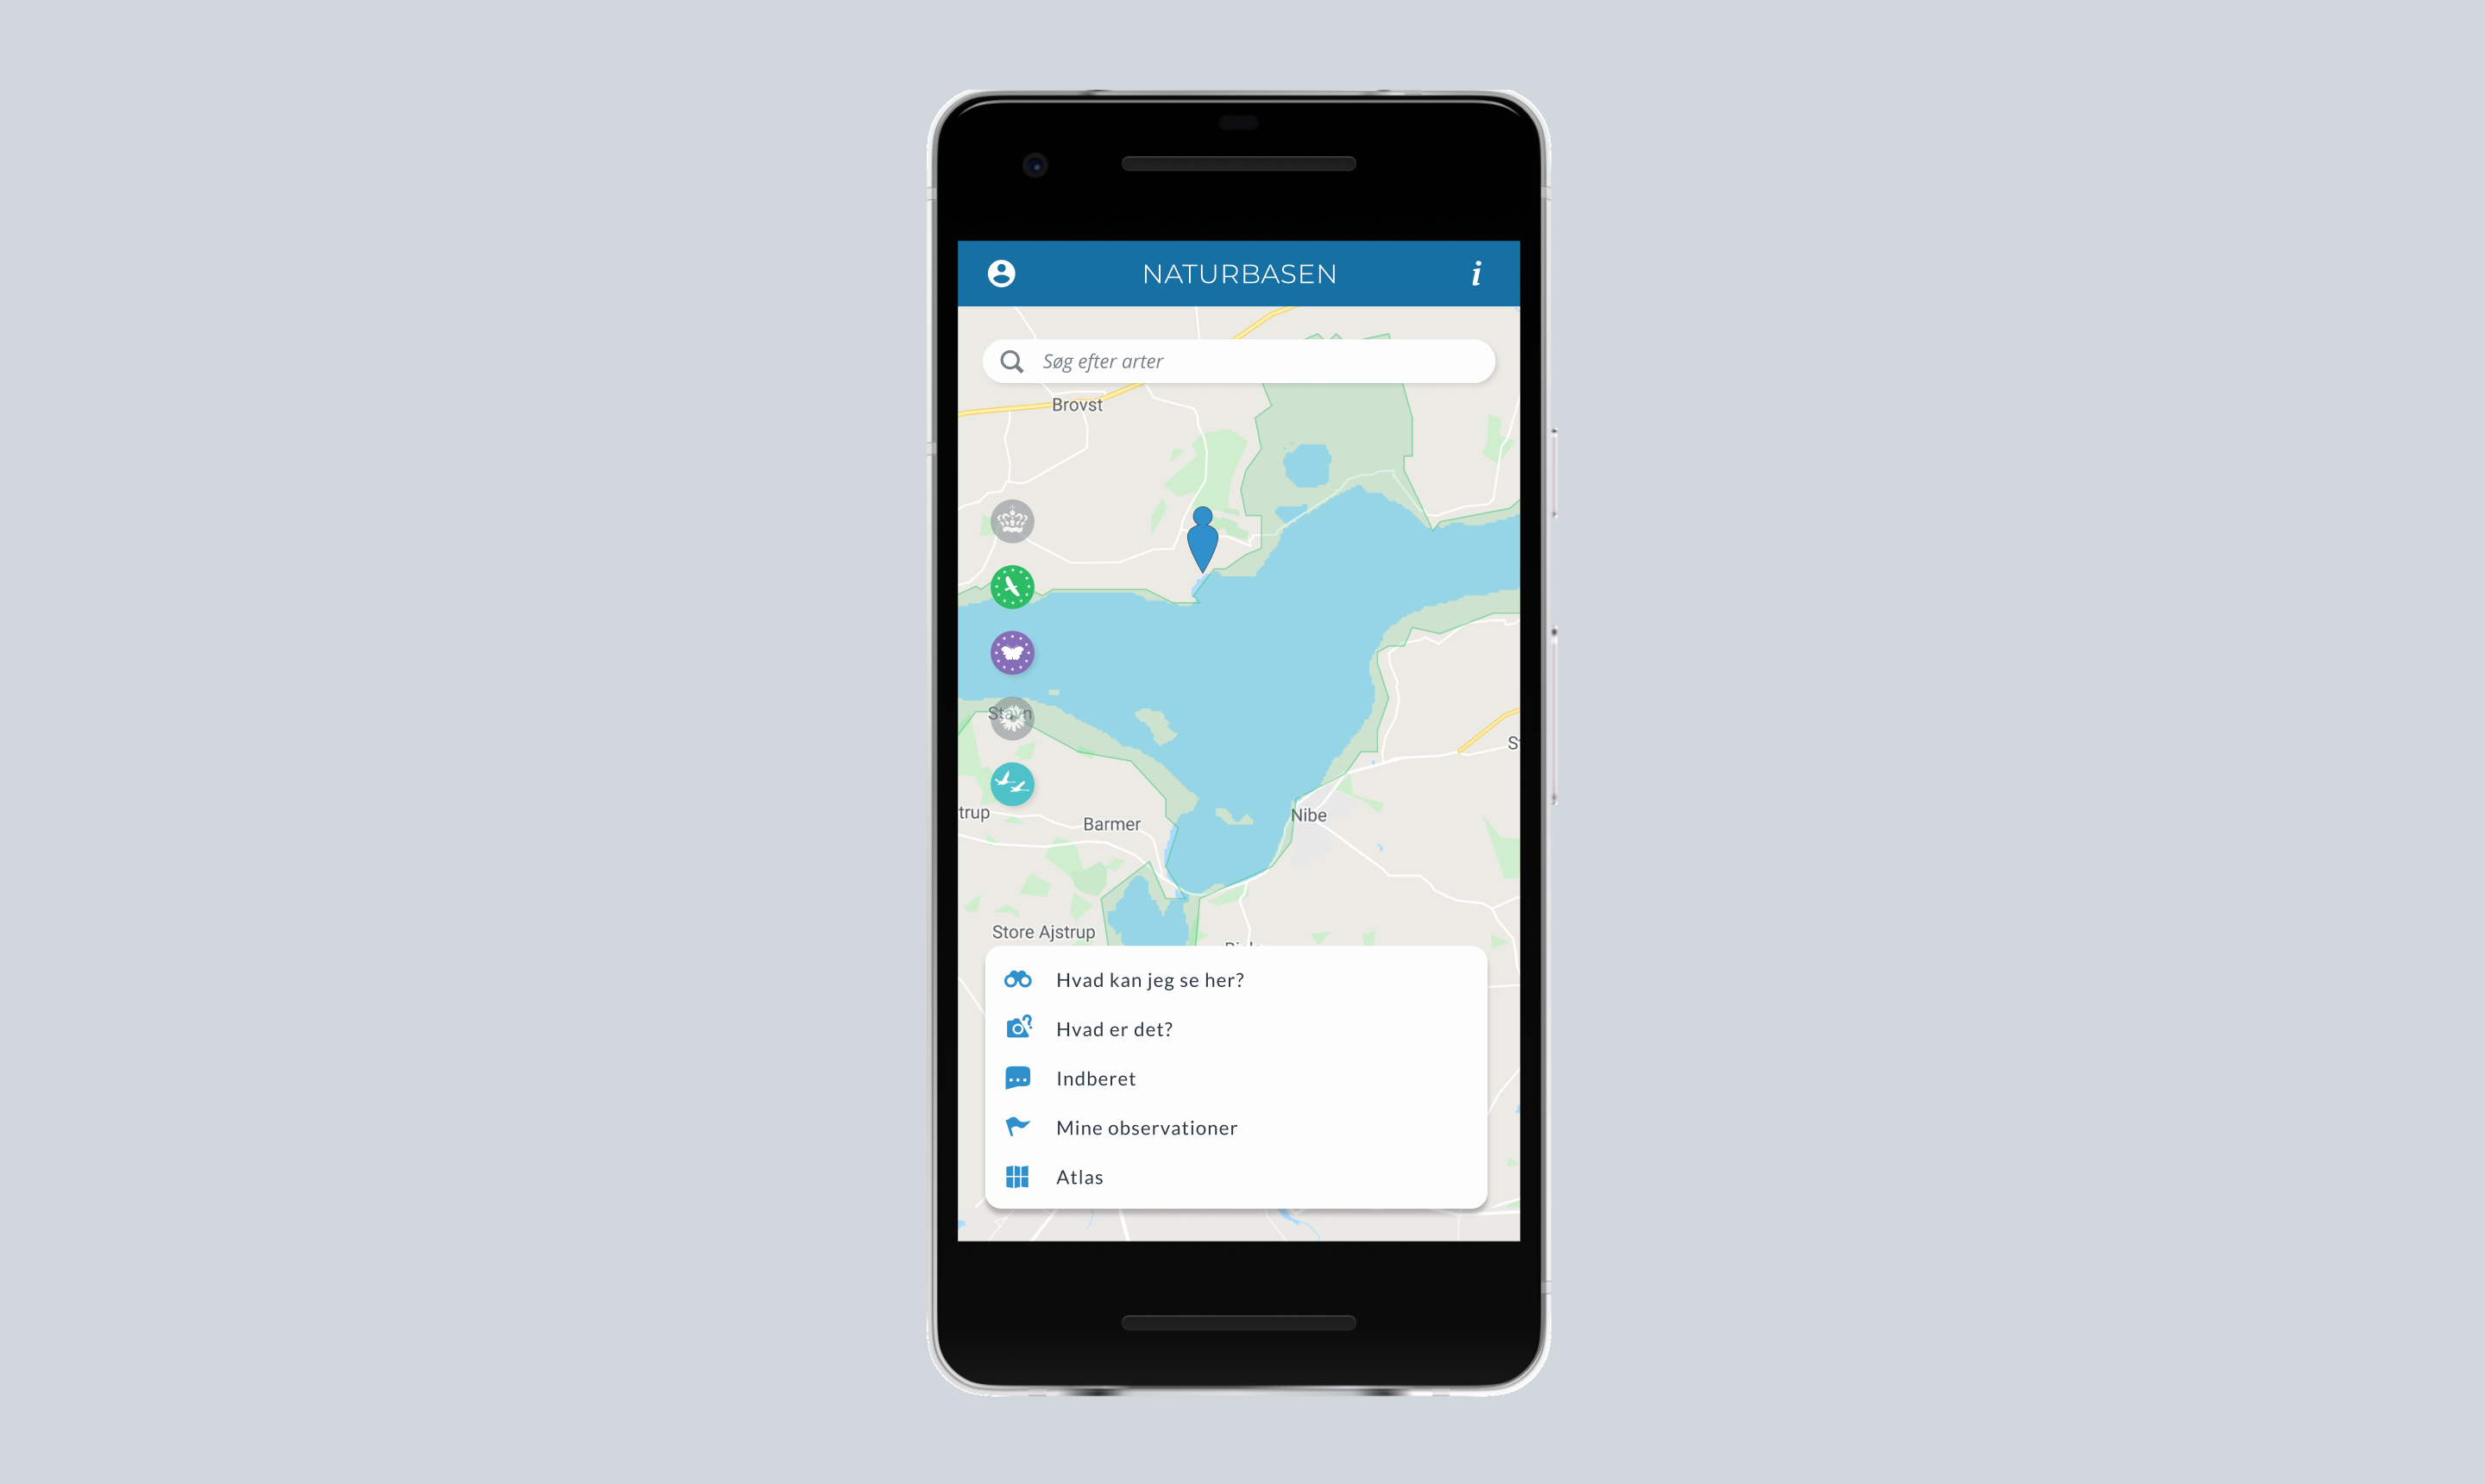 NATURBASEN
i
Søg efter arter
Brovst
Stavn
trup
Barmer
Nibe
Store Ajstrup
Hvad kan jeg se her?
Hvad er det?
Indberet
Mine observationer
Atlas